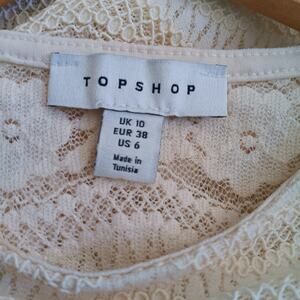 TOPSHOP
UK 10
EUR 38
US 6
Made in
Tunisia